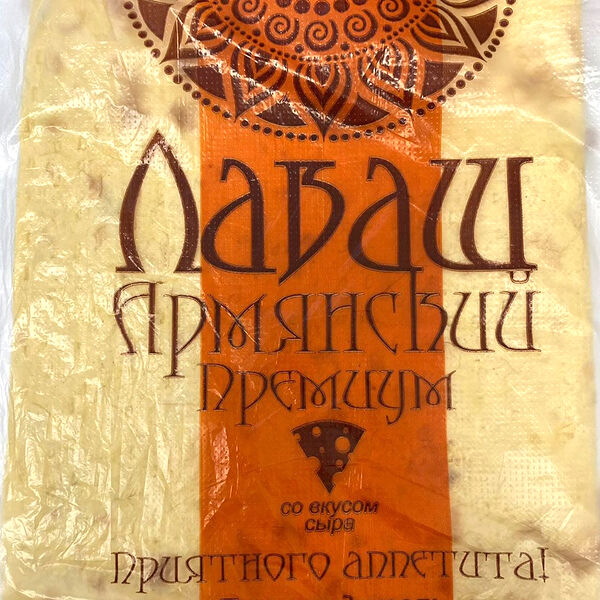 Лаваш
Армянский
Премиум
со вкусом
сыра
Приятного аппетита!